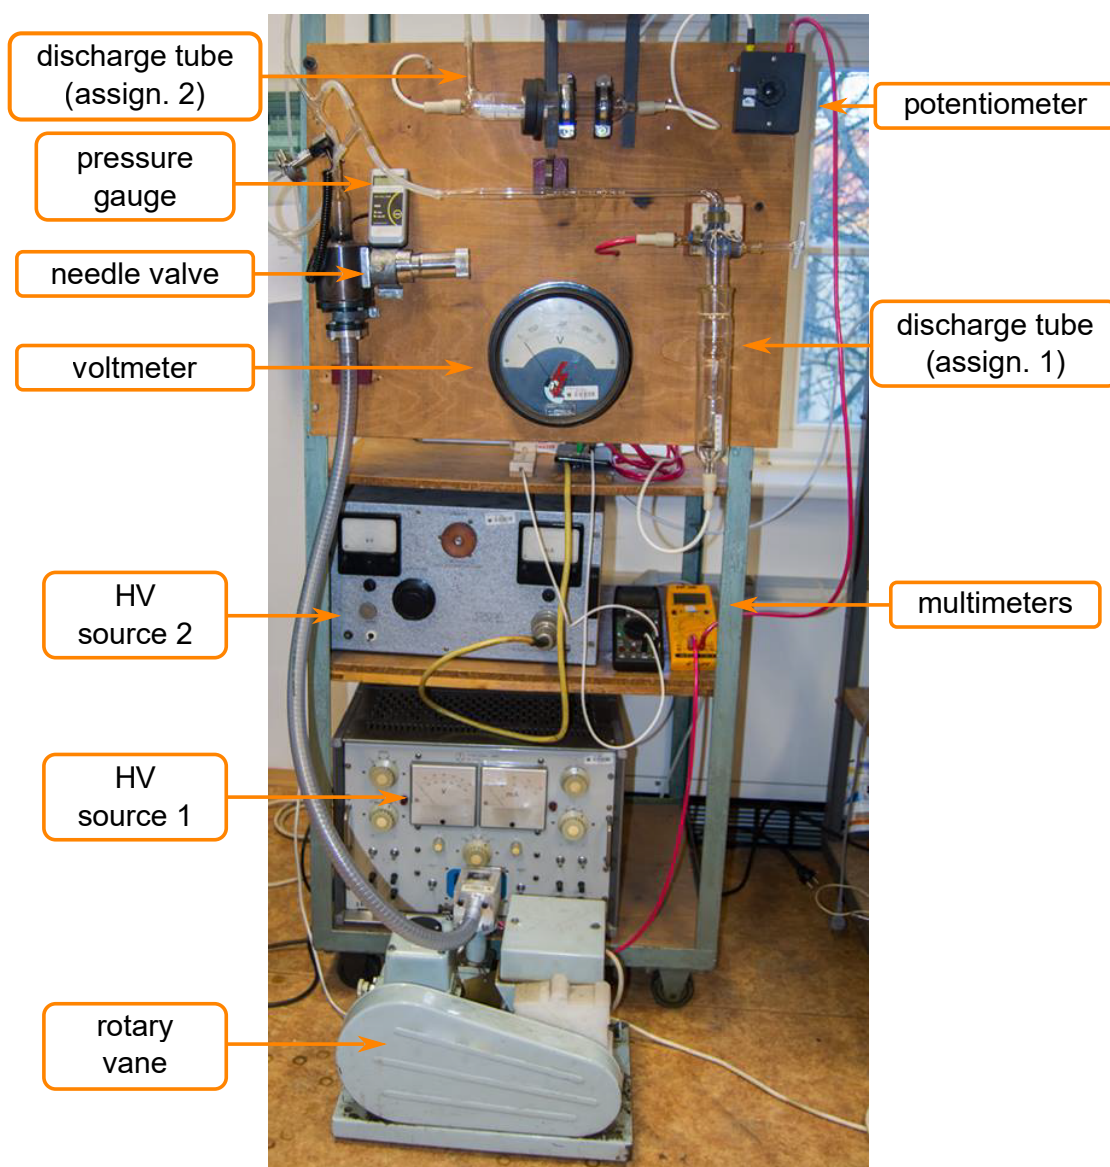 discharge tube
(assign. 2)
potentiometer
pressure
gauge
needle valve
discharge tube
(assign. 1)
voltmeter
V
HV
source 2
multimeters
HV
source 1
V
mA
rotary
vane